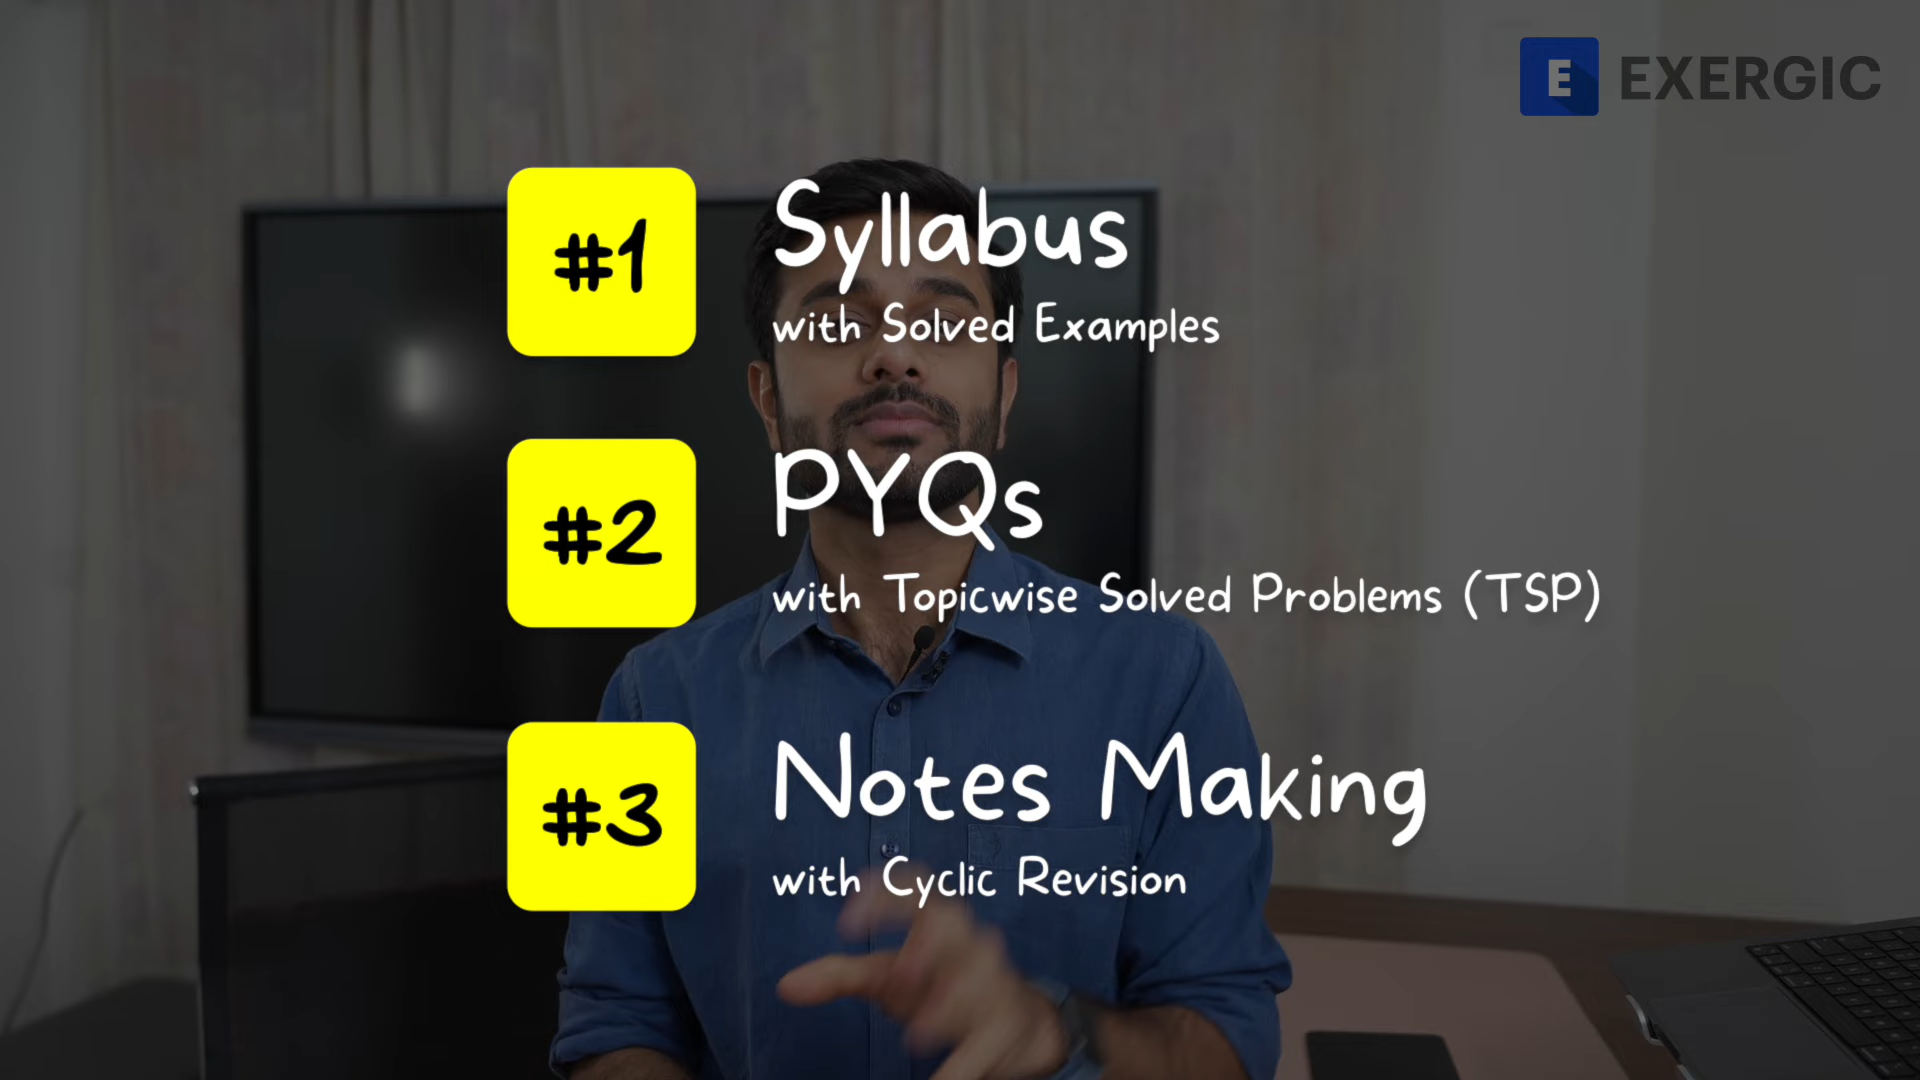 E EXERGIC
#1
Syllabus
with Solved Examples
#2
PYQs
with Topicwise Solved Problems (TSP)
#3
Notes Making
with Cyclic Revision